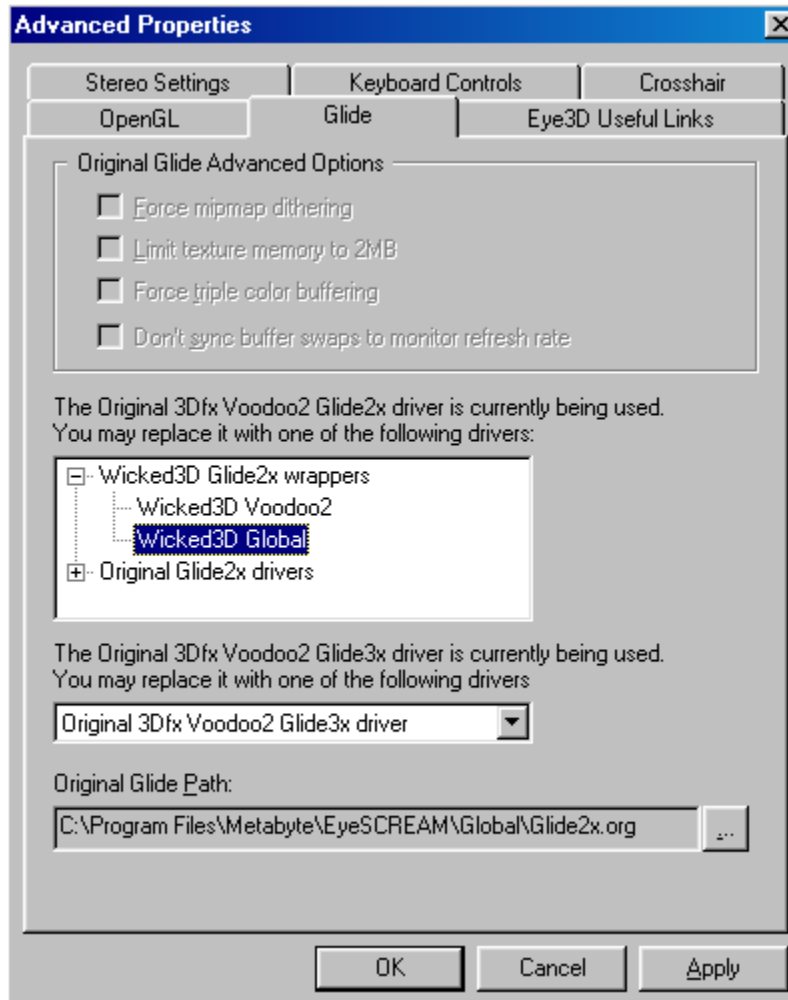 Advanced Properties
Stereo Settings
Keyboard Controls
Crosshair
OpenGL
Glide
Eye3D Useful Links
Original Glide Advanced Options
Force mipmap dithering
Limit texture memory to 2MB
Force triple color buffering
Don't sync buffer swaps to monitor refresh rate
The Original 3Dfx Voodoo2 Glide2x driver is currently being used.
You may replace it with one of the following drivers:
Wicked3D Glide2x wrappers
Wicked3D Voodoo2
Wicked3D Global
Original Glide2x drivers
The Original 3Dfx Voodoo2 Glide3x driver is currently being used.
You may replace it with one of the following drivers
Original 3Dfx Voodoo2 Glide3x driver
Original Glide Path:
C:\Program Files\Metabyte\EyeSCREAM\Global\Glide2x.org
...
OK
Cancel
Apply